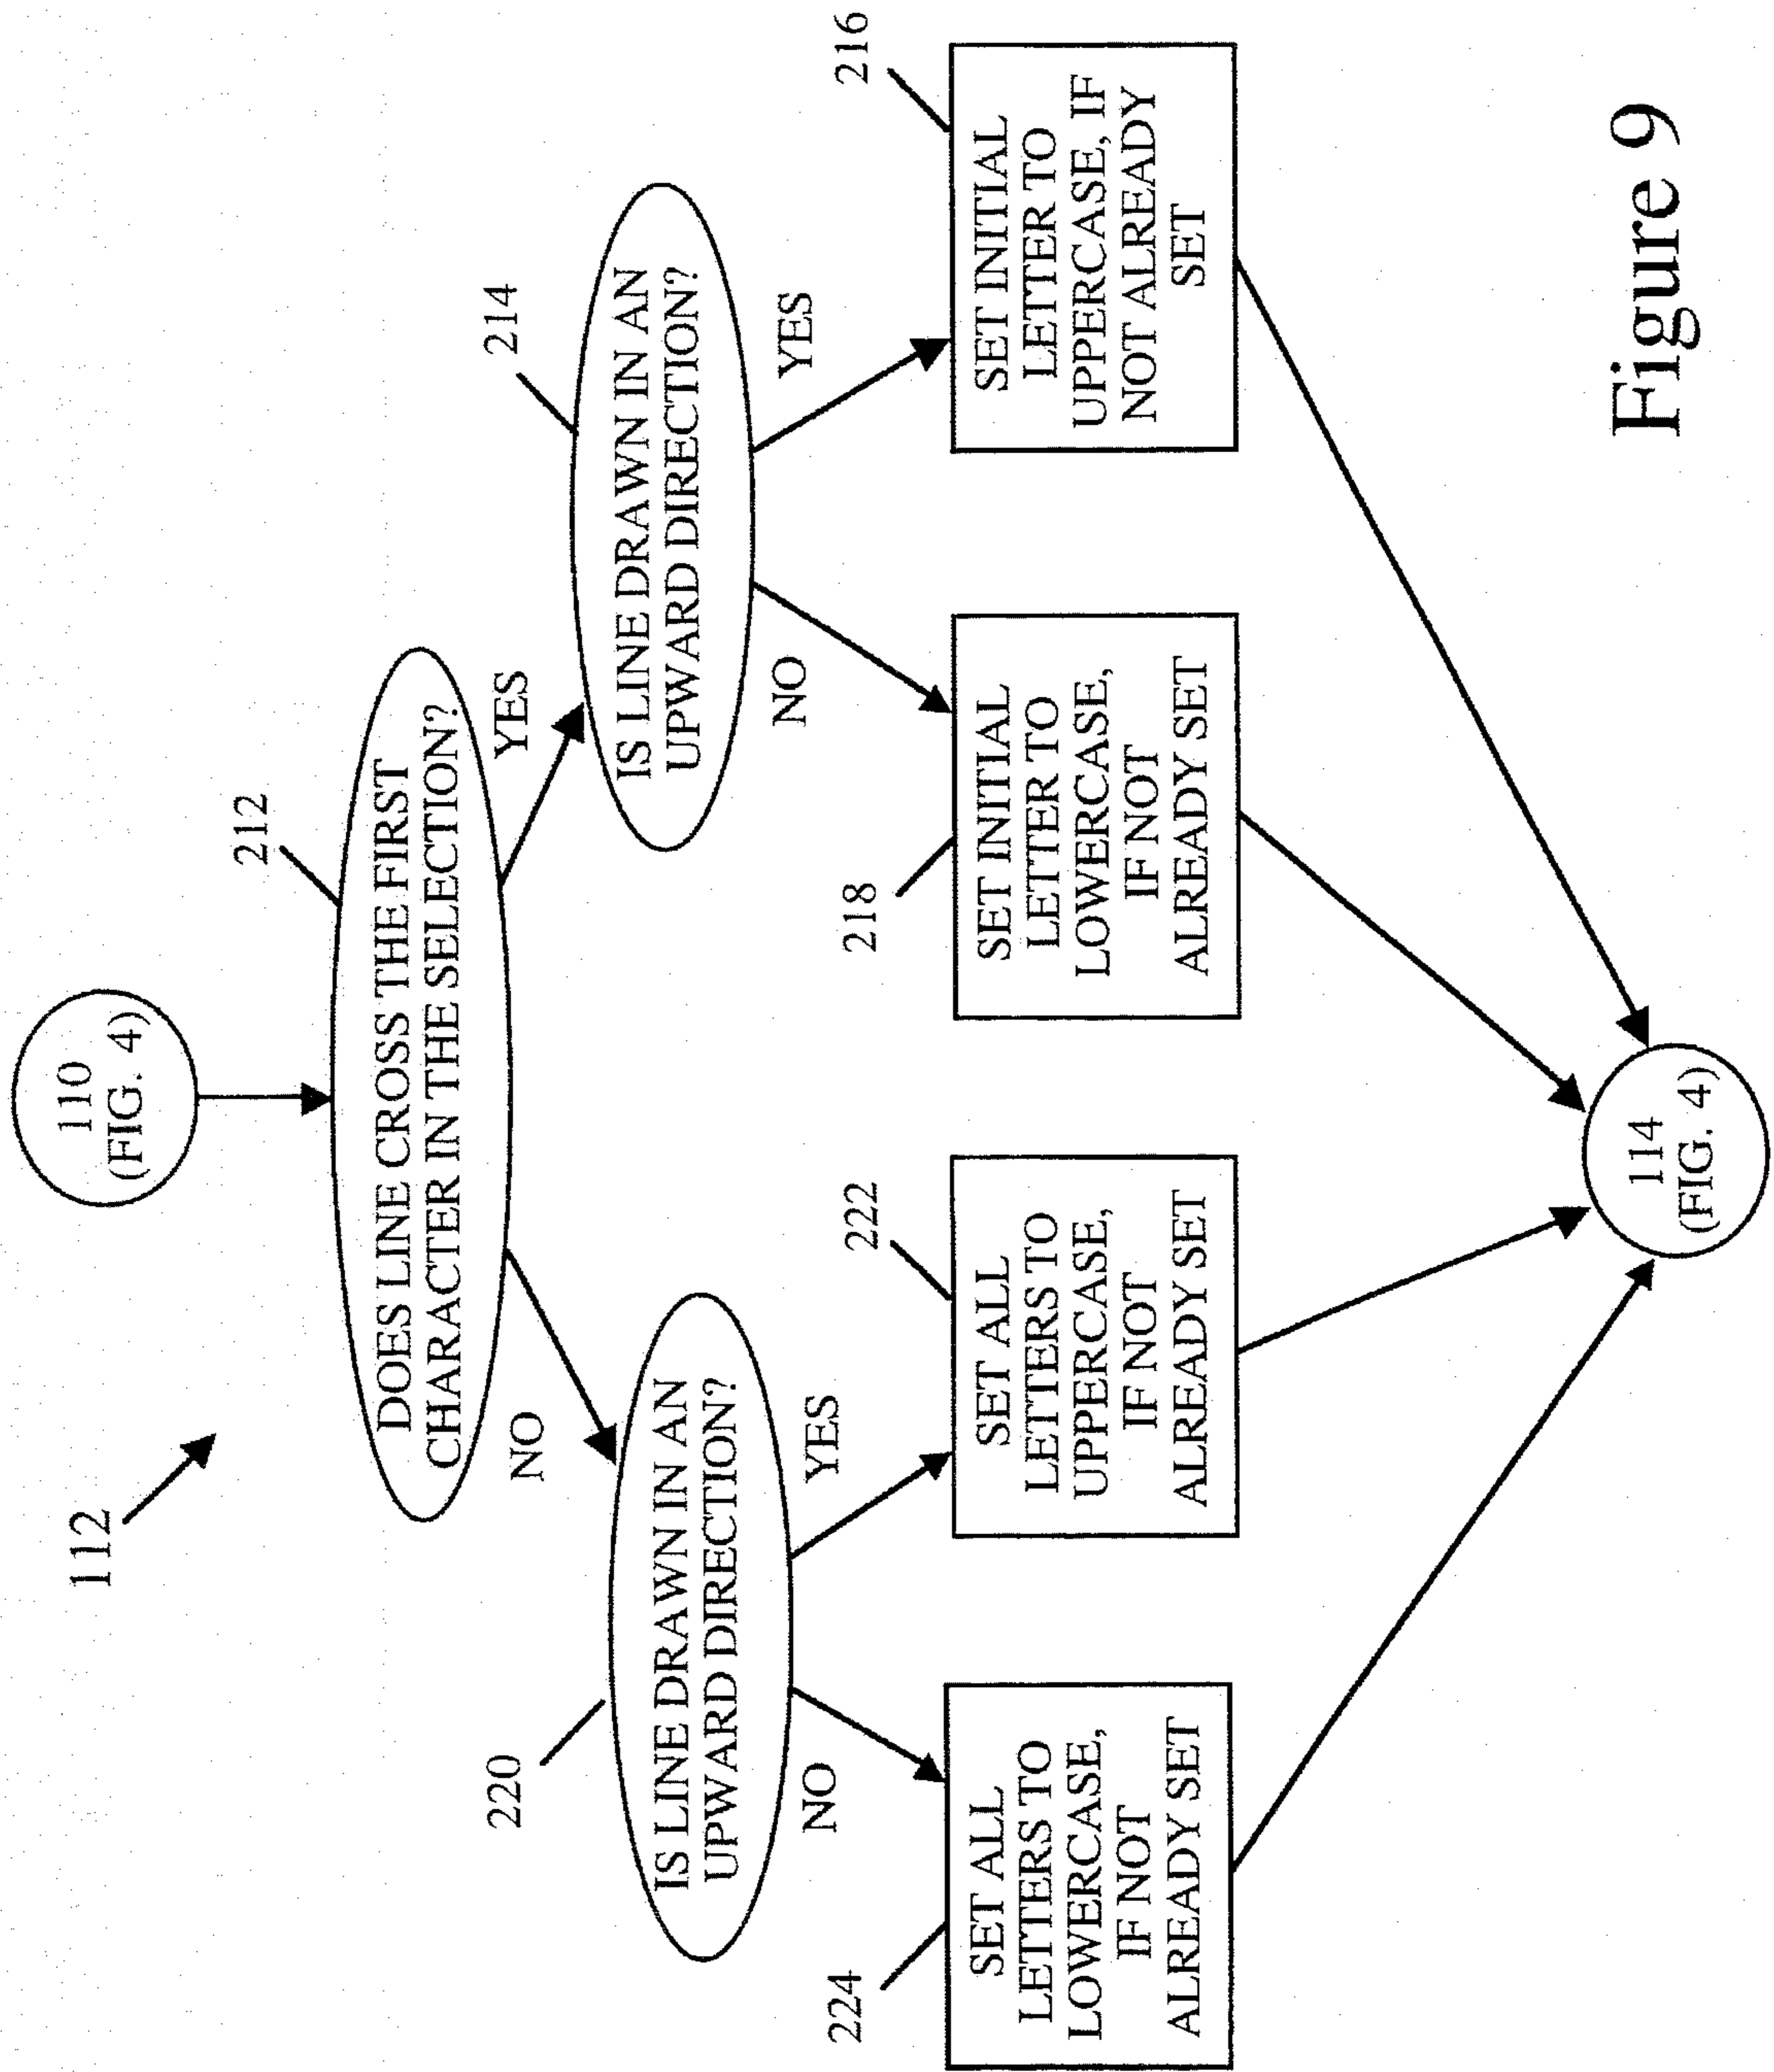 112
110
(FIG. 4)
212
DOES LINE CROSS THE FIRST
CHARACTER IN THE SELECTION?
NO
YES
220
IS LINE DRAWN IN AN
UPWARD DIRECTION?
214
IS LINE DRAWN IN AN
UPWARD DIRECTION?
NO
YES
NO
YES
224
SET ALL
LETTERS TO
LOWERCASE,
IF NOT
ALREADY SET
222
SET ALL
LETTERS TO
UPPERCASE,
IF NOT
ALREADY SET
218
SET INITIAL
LETTER TO
LOWERCASE,
IF NOT
ALREADY SET
216
SET INITIAL
LETTER TO
UPPERCASE, IF
NOT ALREADY
SET
114
(FIG. 4)
Figure 9